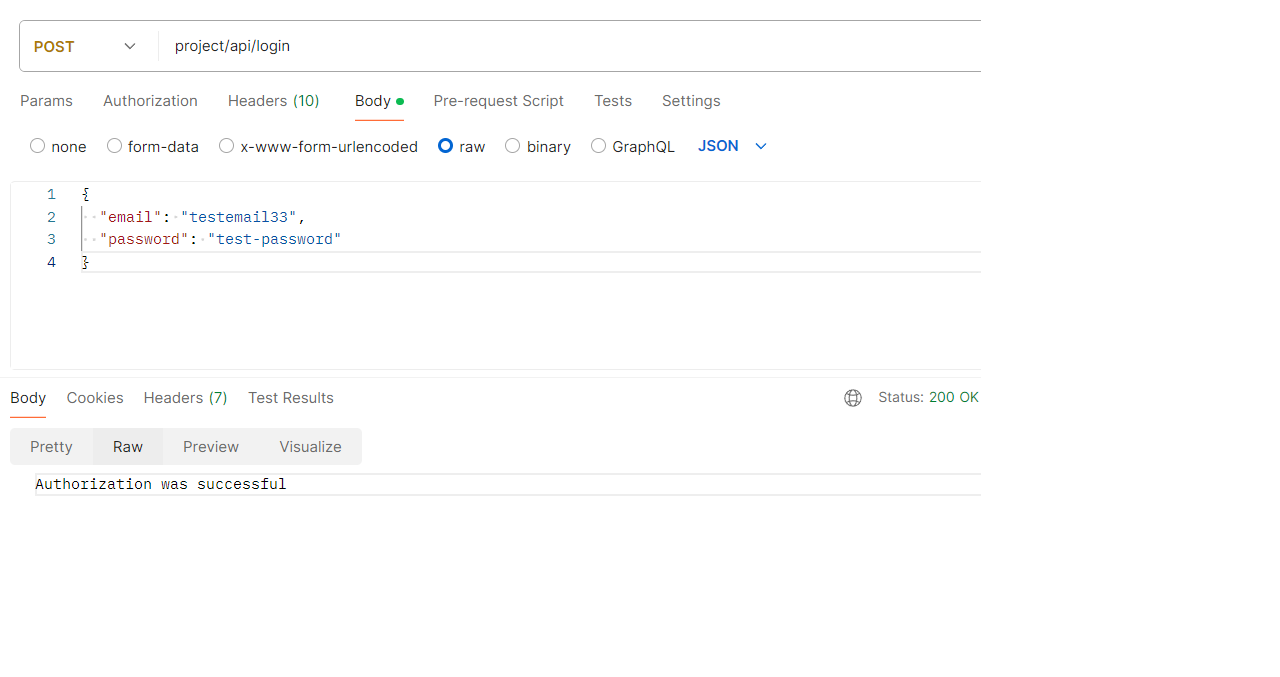 POST project/api/login
Params Authorization Headers (10) Body Pre-request Script Tests Settings
none form-data x-www-form-urlencoded raw binary GraphQL JSON
1 {
2 "email": "testemail33",
3 "password": "test-password"
4 }
Body Cookies Headers (7) Test Results Status: 200 OK
Pretty Raw Preview Visualize
Authorization was successful